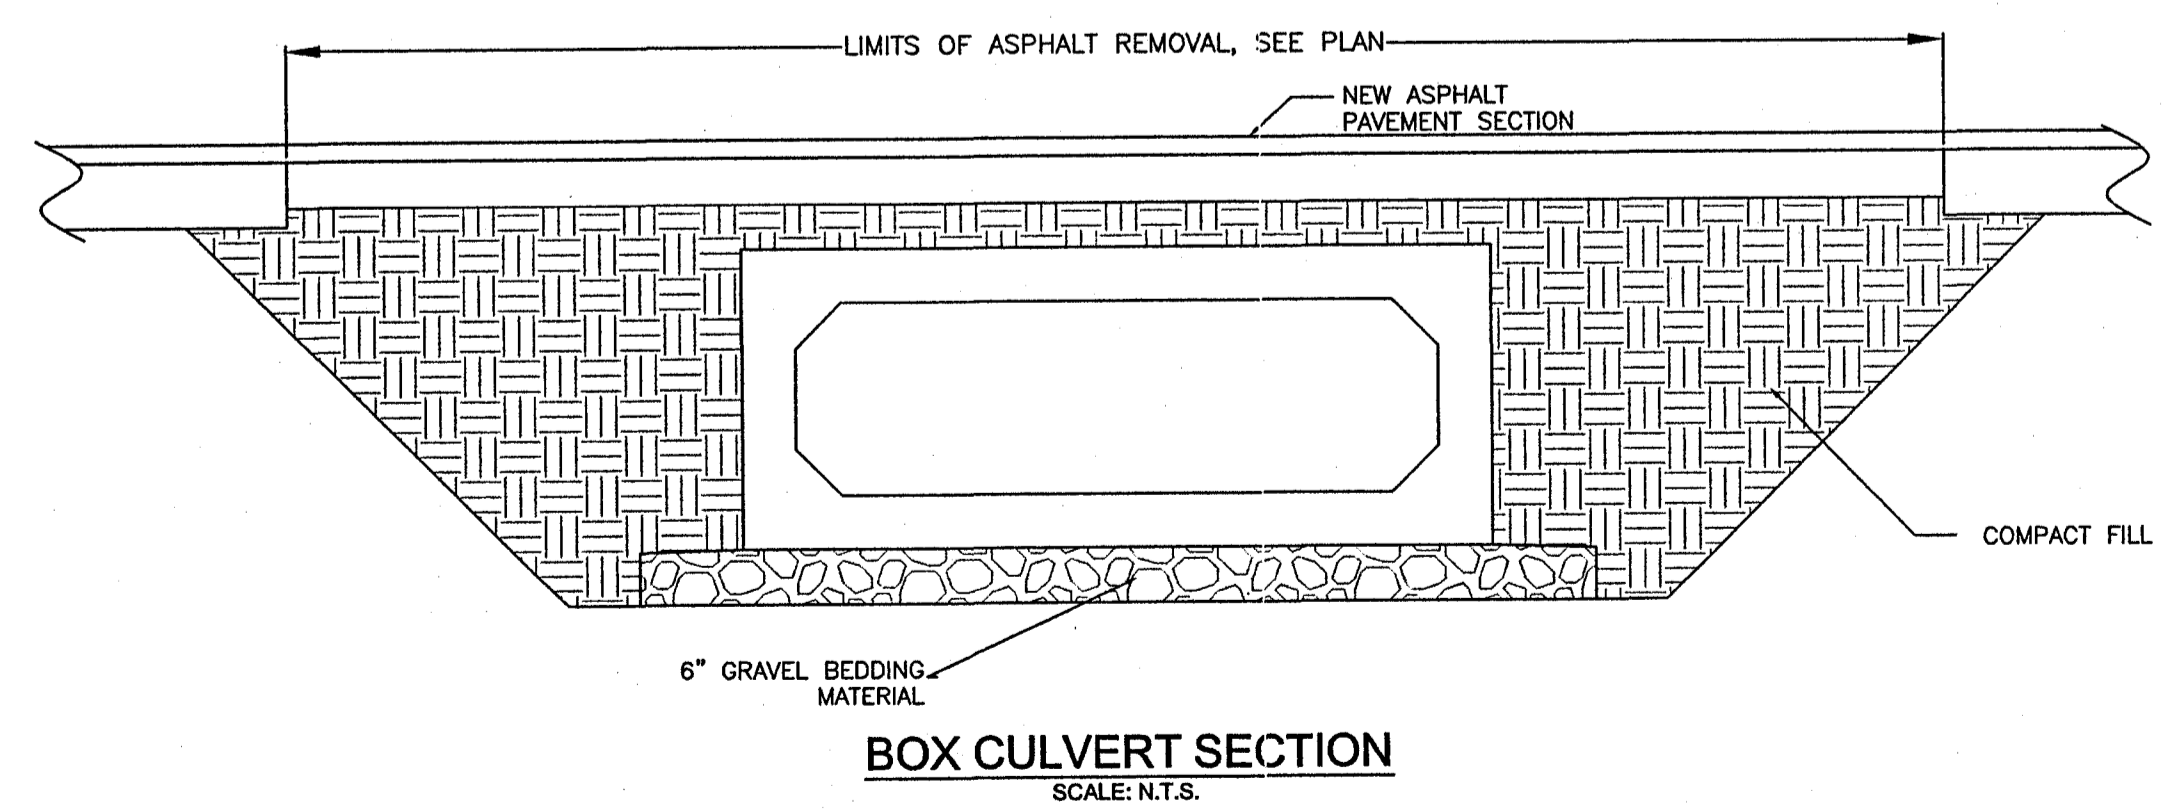 LIMITS OF ASPHALT REMOVAL, SEE PLAN
NEW ASPHALT
PAVEMENT SECTION
COMPACT FILL
6" GRAVEL BEDDING
MATERIAL
BOX CULVERT SECTION
SCALE: N.T.S.